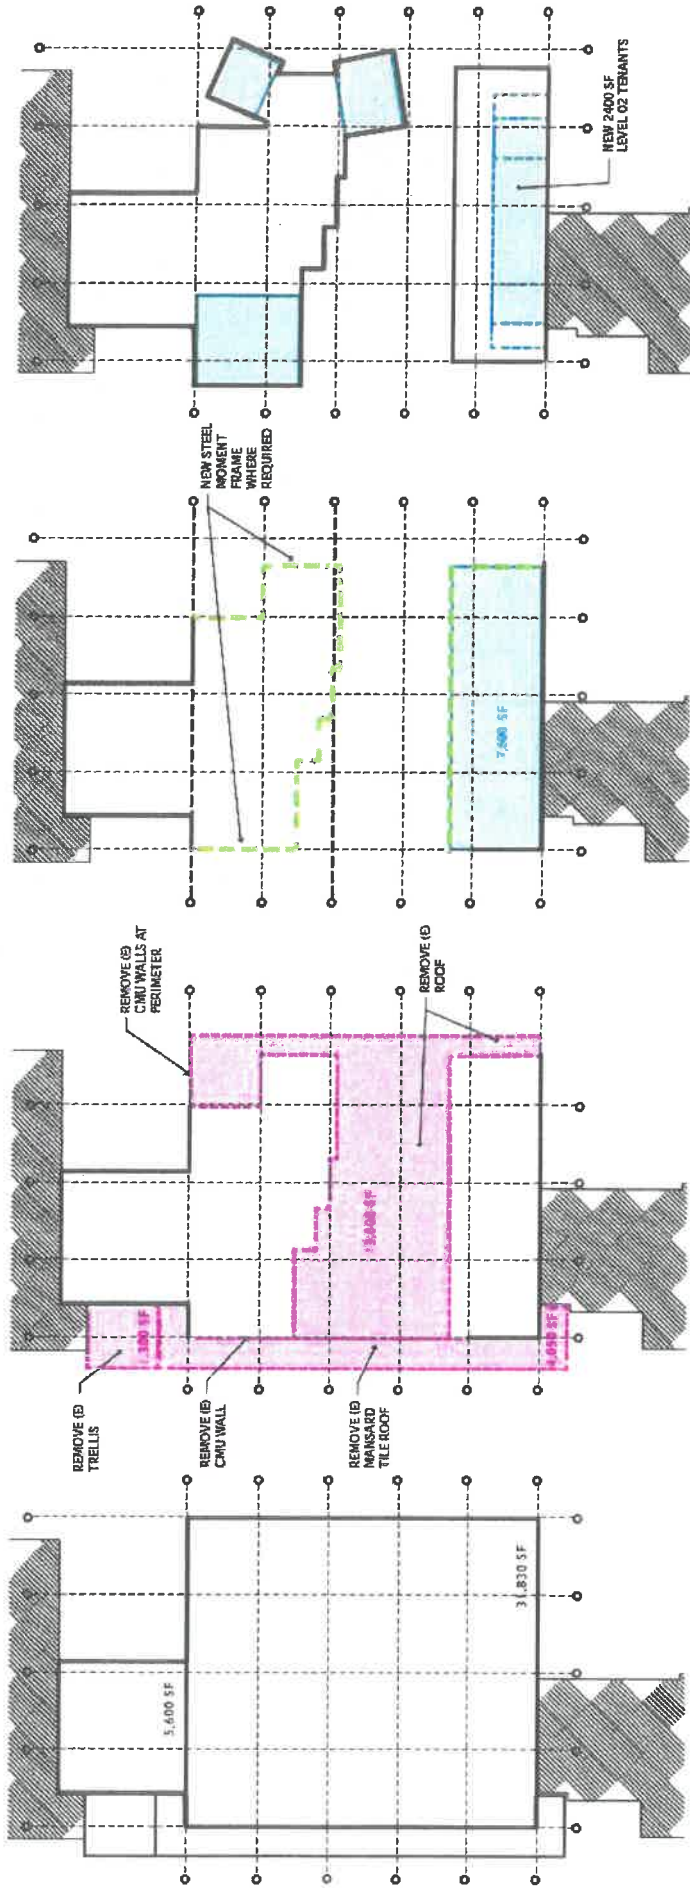 NEW 2400 SF
LEVEL 02 TENANTS
NEW STEEL
MOMENT
FRAME
WHERE
REQUIRED
REMOVE (E)
CMU WALLS AT
PERIMETER
REMOVE (E)
ROOF
REMOVE (E)
TRELLIS
REMOVE (E)
CMU WALL
REMOVE (E)
MANSARD
TILE ROOF
5,600 SF
31,830 SF